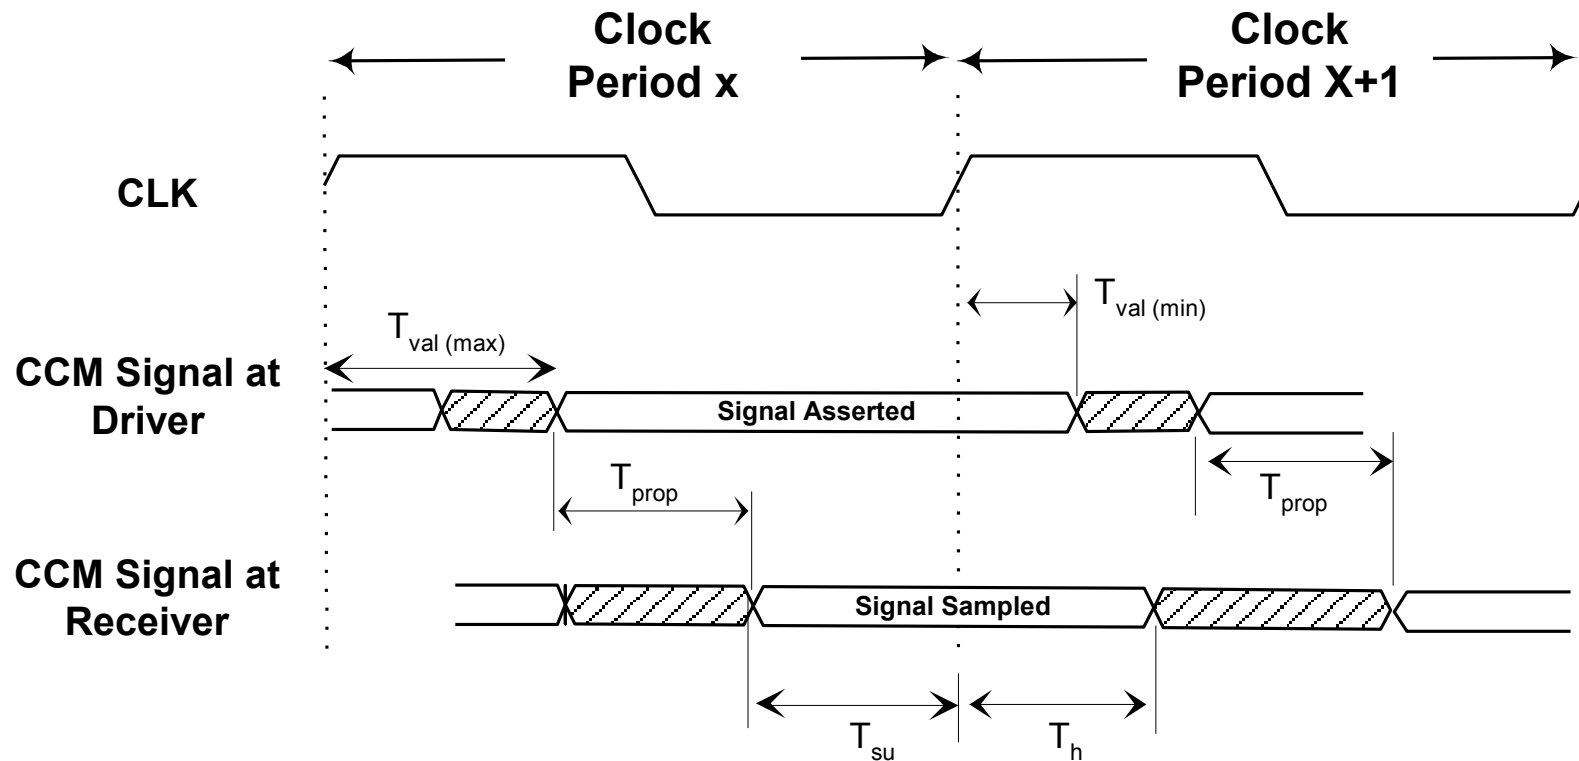 Clock
Period x
Clock
Period X+1
CLK
T val (max)
T val (min)
CCM Signal at
Driver
Signal Asserted
T prop
T prop
CCM Signal at
Receiver
Signal Sampled
T su
T h